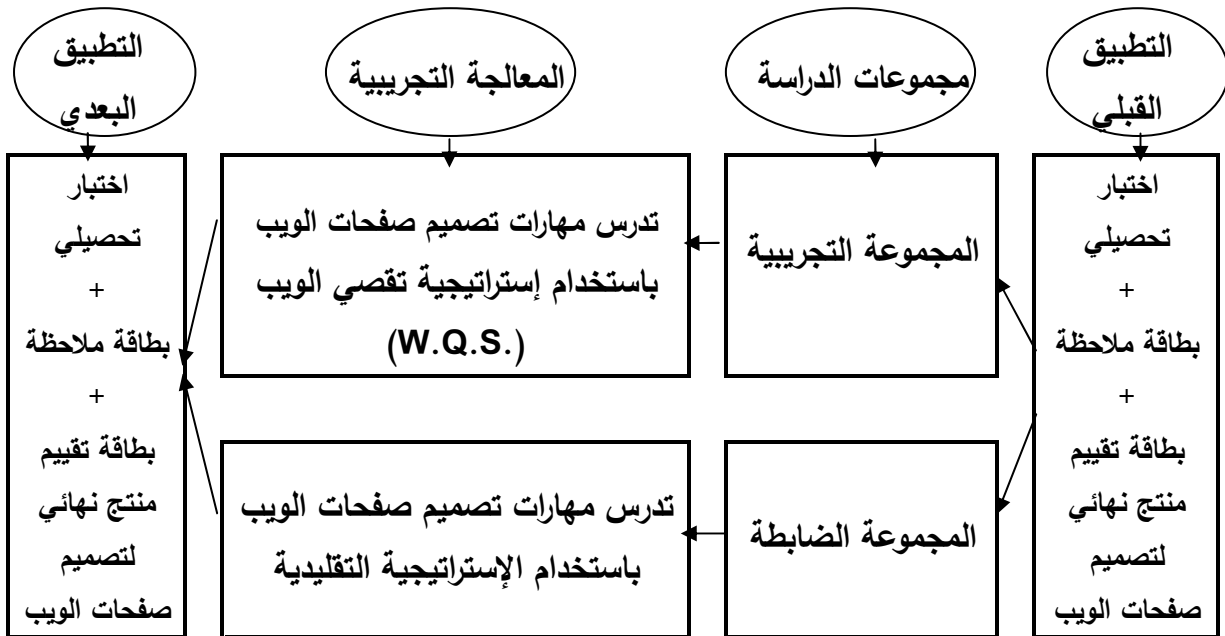 التطبيق
القبلي
مجموعات الدراسة
المعالجة التجريبية
التطبيق
البعدي
اختبار
تحصيلي
+
بطاقة ملاحظة
+
بطاقة تقييم
منتج نهائي
لتصميم
صفحات الويب
المجموعة التجريبية
المجموعة الضابطة
تدرس مهارات تصميم صفحات الويب
باستخدام إستراتيجية تقصي الويب
(W.Q.S.)
تدرس مهارات تصميم صفحات الويب
باستخدام الإستراتيجية التقليدية
اختبار
تحصيلي
+
بطاقة ملاحظة
+
بطاقة تقييم
منتج نهائي
لتصميم
صفحات الويب